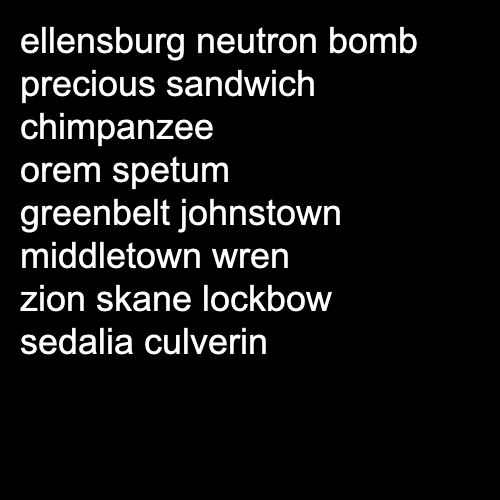 ellensburg neutron bomb
precious sandwich
chimpanzee
orem spetum
greenbelt johnstown
middletown wren
zion skane lockbow
sedalia culverin